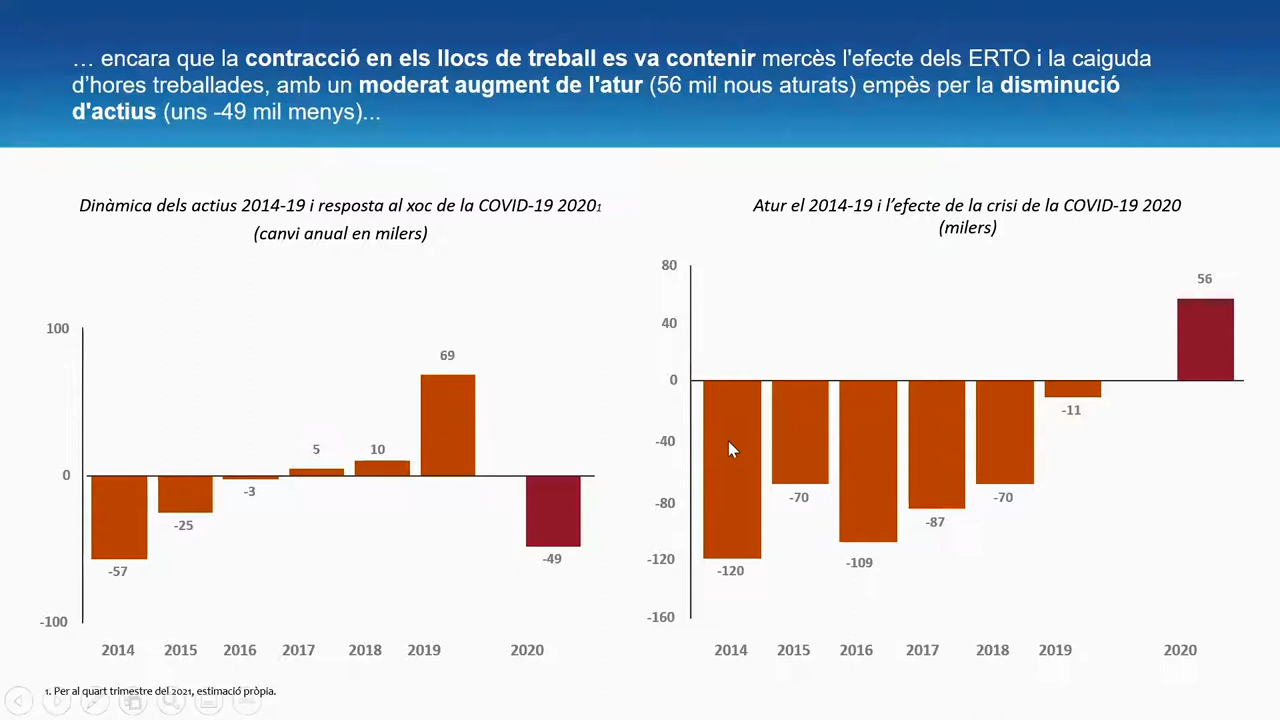 … encara que la contracció en els llocs de treball es va contenir mercès l'efecte dels ERTO i la caiguda
d’hores treballades, amb un moderat augment de l'atur (56 mil nous aturats) empès per la disminució
d'actius (uns -49 mil menys)...
Dinàmica dels actius 2014-19 i resposta al xoc de la COVID-19 20201
(canvi anual en milers)
100
0
-100
-57
-25
-3
5
10
69
-49
2014 2015 2016 2017 2018 2019 2020
Atur el 2014-19 i l’efecte de la crisi de la COVID-19 2020
(milers)
80
40
0
-40
-80
-120
-160
-120
-70
-109
-87
-70
-11
56
2014 2015 2016 2017 2018 2019 2020
1. Per al quart trimestre del 2021, estimació pròpia.